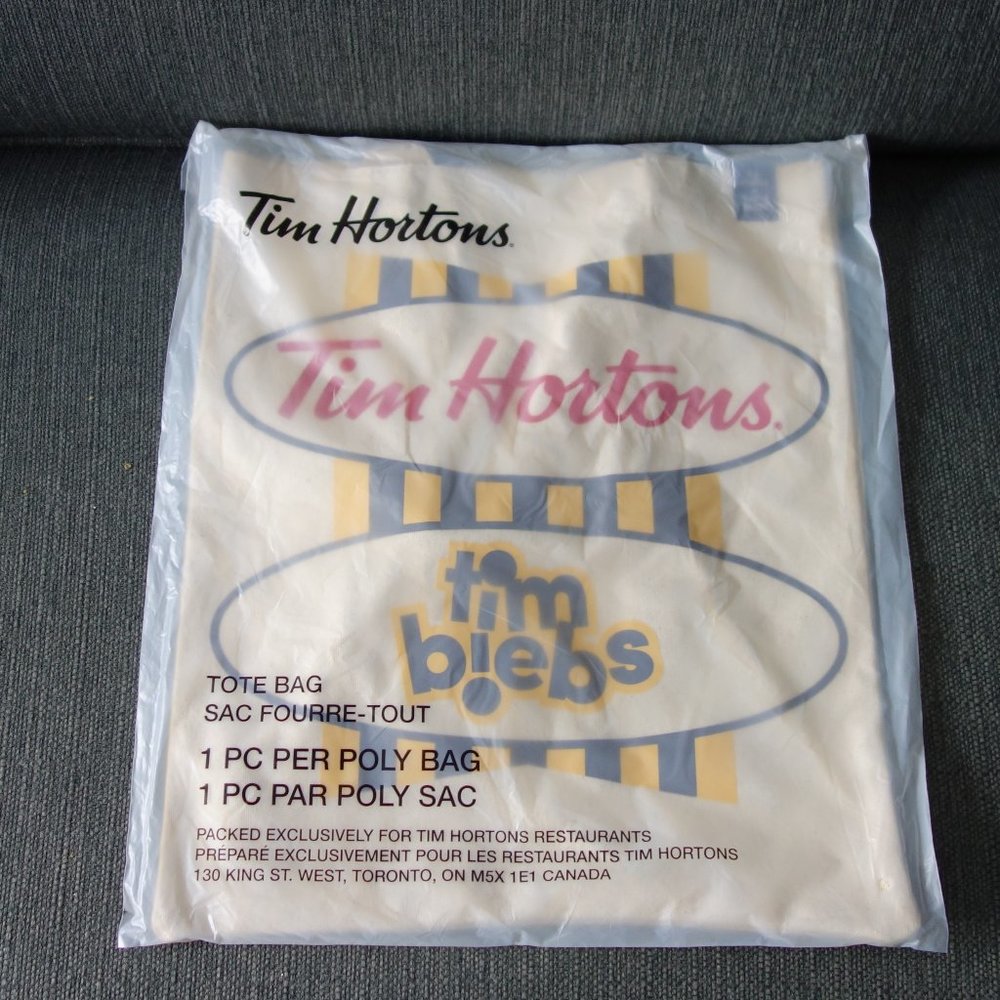 Tim Hortons.
Tim Hortons.
tim
biebs
TOTE BAG
SAC FOURRE-TOUT
1 PC PER POLY BAG
1 PC PAR POLY SAC
PACKED EXCLUSIVELY FOR TIM HORTONS RESTAURANTS
PRÉPARÉ EXCLUSIVEMENT POUR LES RESTAURANTS TIM HORTONS
130 KING ST. WEST, TORONTO, ON M5X 1E1 CANADA